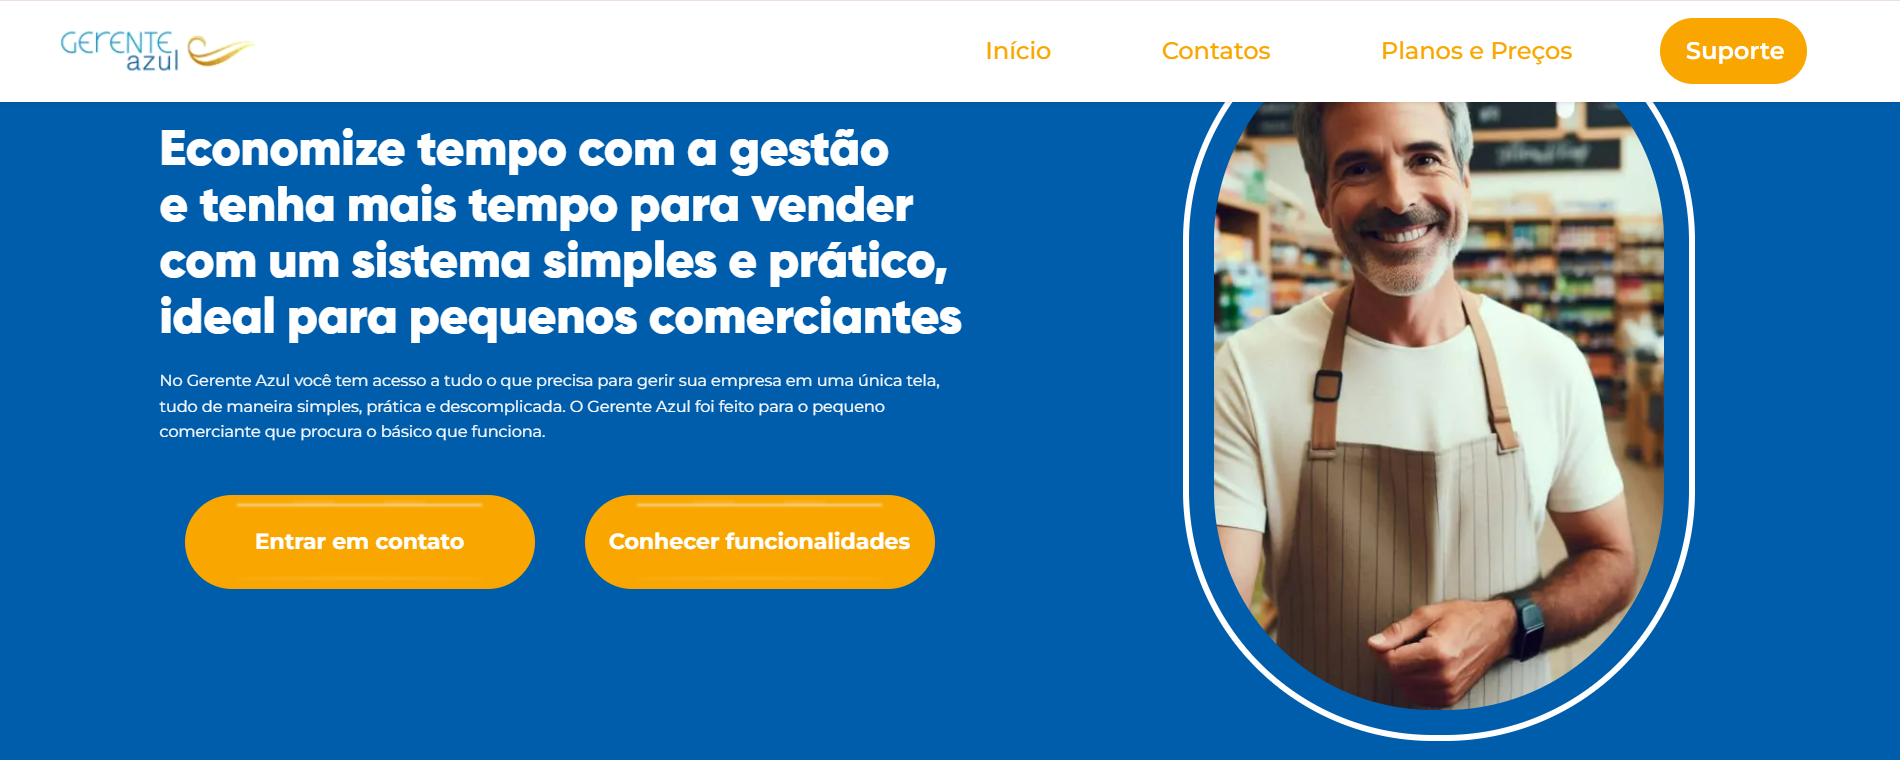 GERENTE
azul
Início
Contatos
Planos e Preços
Suporte
Economize tempo com a gestão
e tenha mais tempo para vender
com um sistema simples e prático,
ideal para pequenos comerciantes
No Gerente Azul você tem acesso a tudo o que precisa para gerir sua empresa em uma única tela,
tudo de maneira simples, prática e descomplicada. O Gerente Azul foi feito para o pequeno
comerciante que procura o básico que funciona.
Entrar em contato
Conhecer funcionalidades